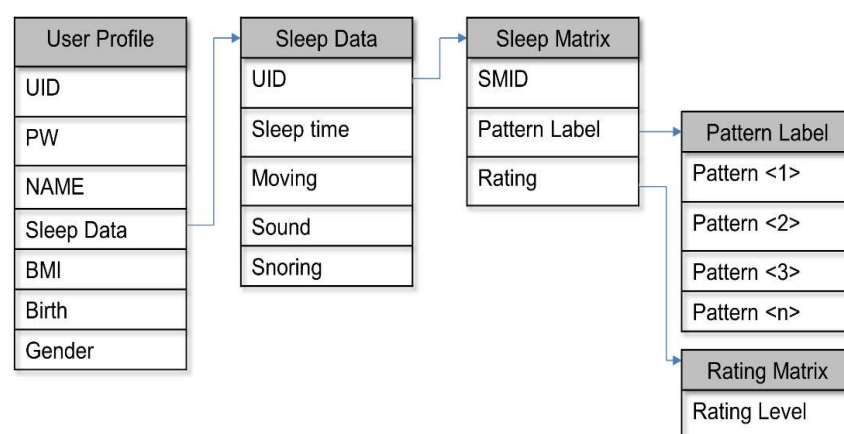 User Profile
UID
PW
NAME
Sleep Data
BMI
Birth
Gender
Sleep Data
UID
Sleep time
Moving
Sound
Snoring
Sleep Matrix
SMID
Pattern Label
Rating
Pattern Label
Pattern <1>
Pattern <2>
Pattern <3>
Pattern <n>
Rating Matrix
Rating Level